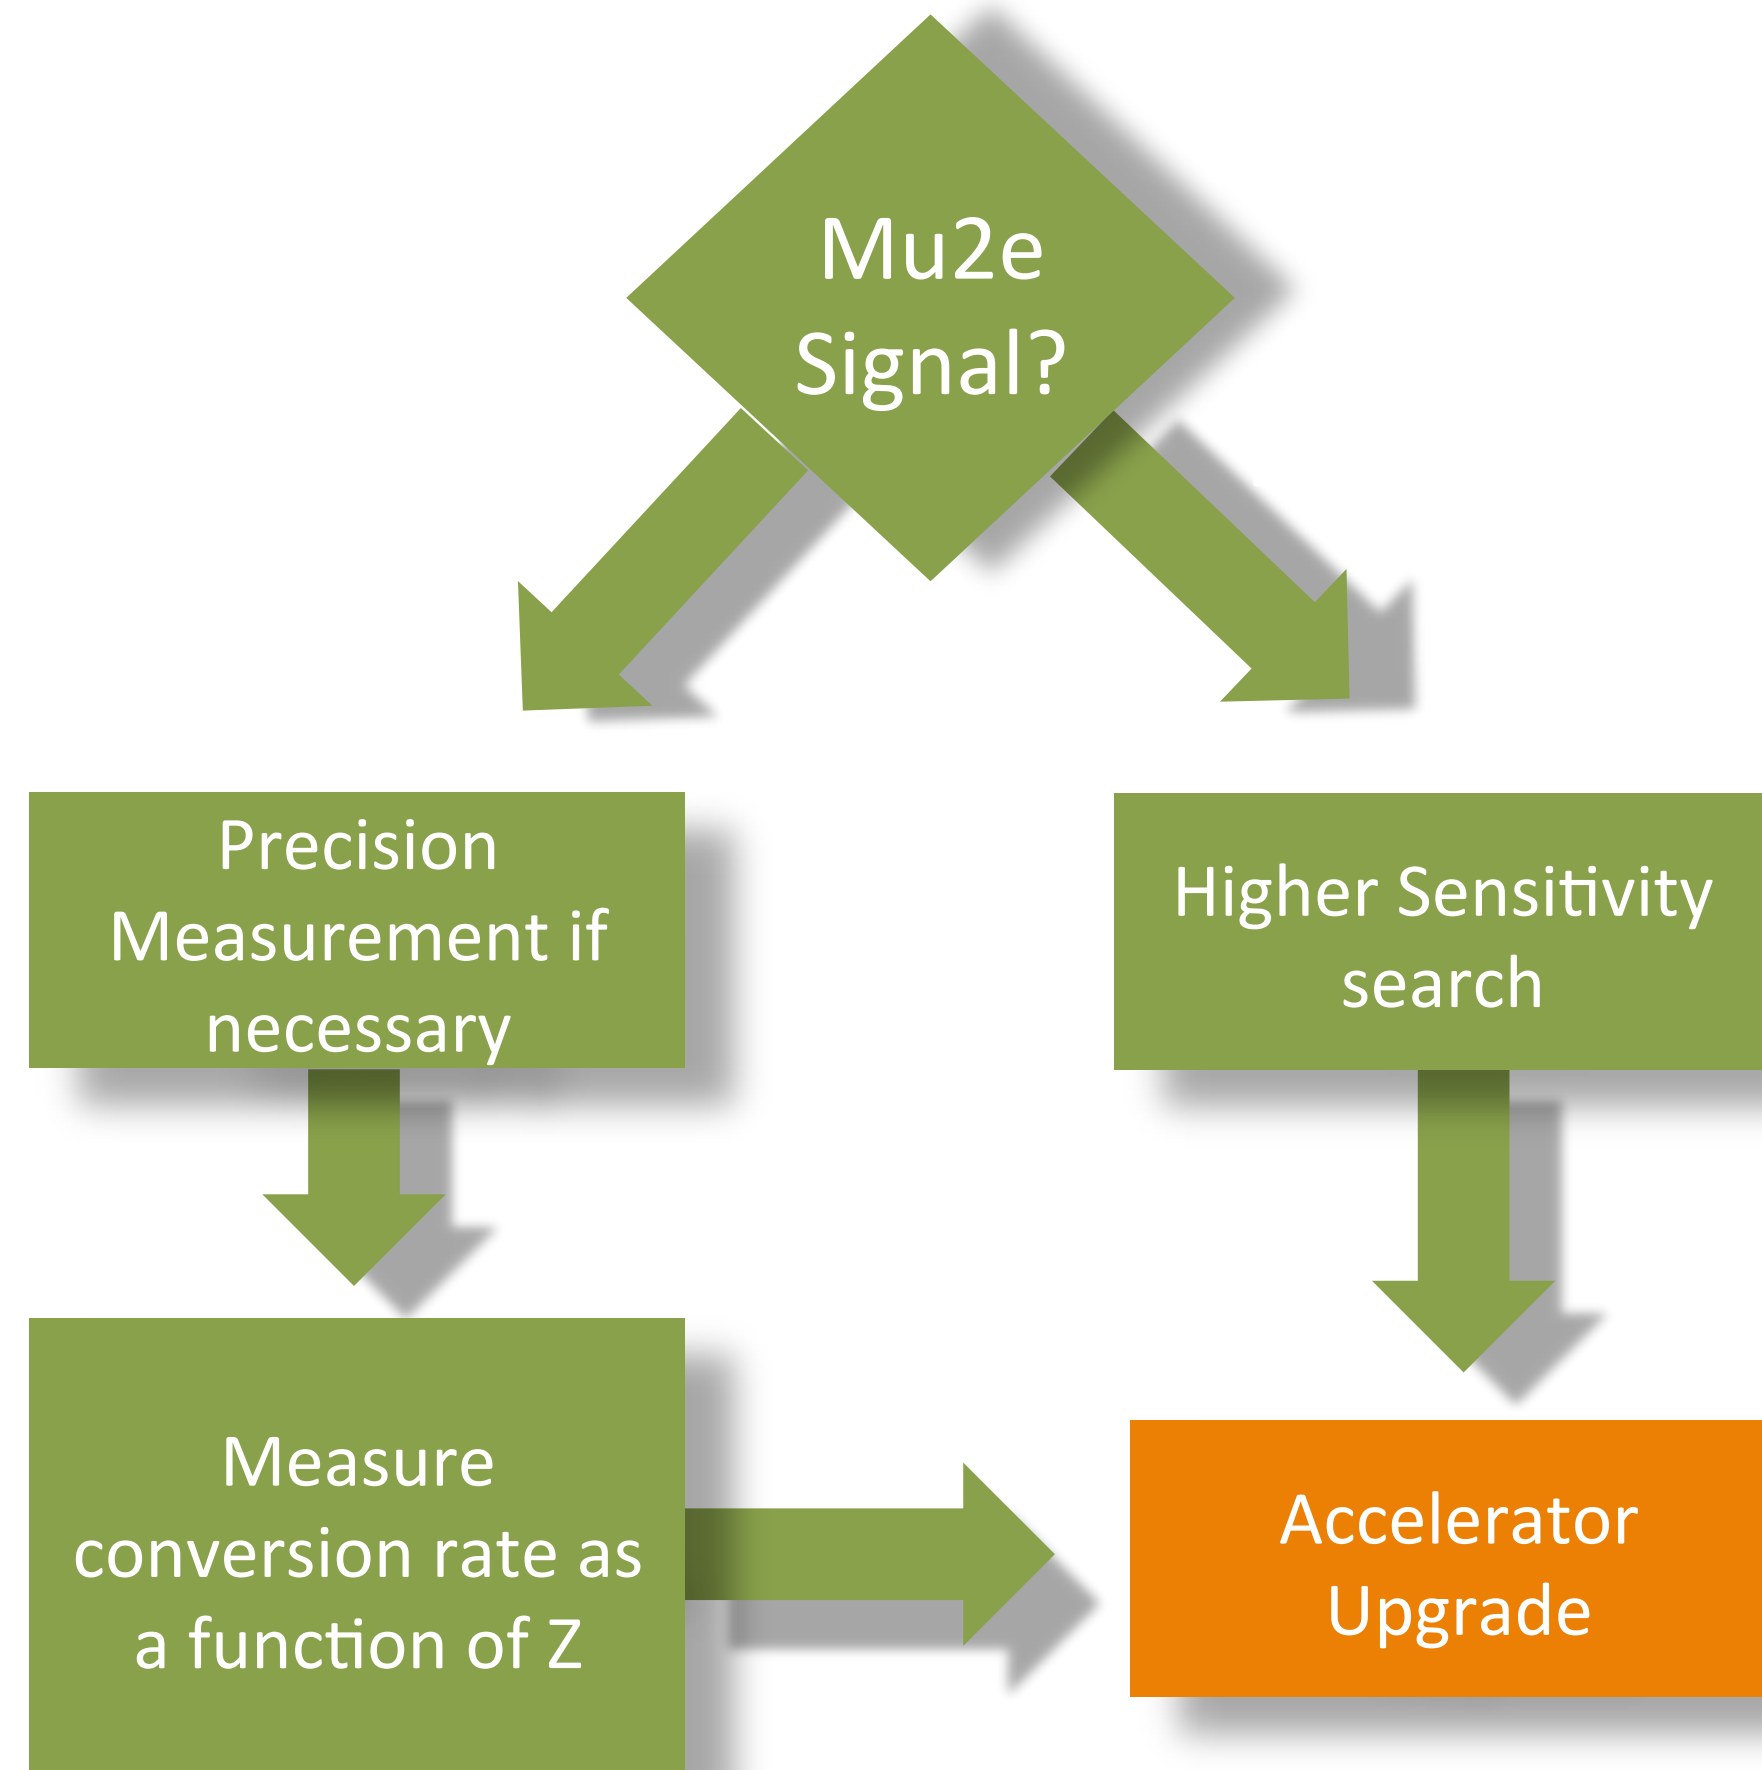 Mu2e
Signal?
Precision
Measurement if
necessary
Higher Sensitivity
search
Measure
conversion rate as
a function of Z
Accelerator
Upgrade